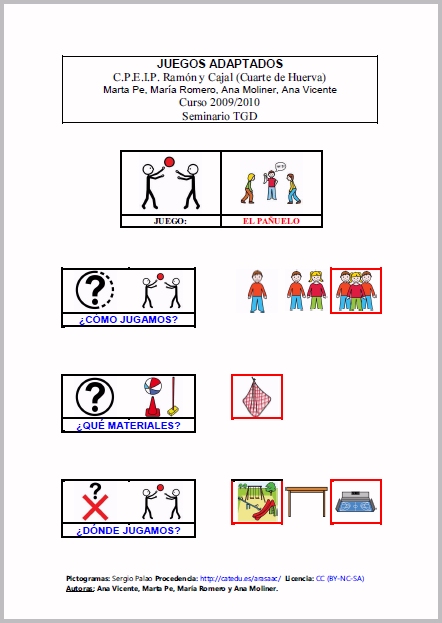 JUEGOS ADAPTADOS
C.P.E.I.P. Ramón y Cajal (Cuarte de Huerva)
Marta Pe, María Romero, Ana Moliner, Ana Vicente
Curso 2009/2010
Seminario TGD
JUEGO: EL PAÑUELO
?
¿CÓMO JUGAMOS?
?
¿QUÉ MATERIALES?
?
¿DÓNDE JUGAMOS?
Pictogramas: Sergio Palao Procedencia: http://catedu.es/arasaac/ Licencia: CC (BY-NC-SA)
Autoras: Ana Vicente, Marta Pe, María Romero y Ana Moliner.